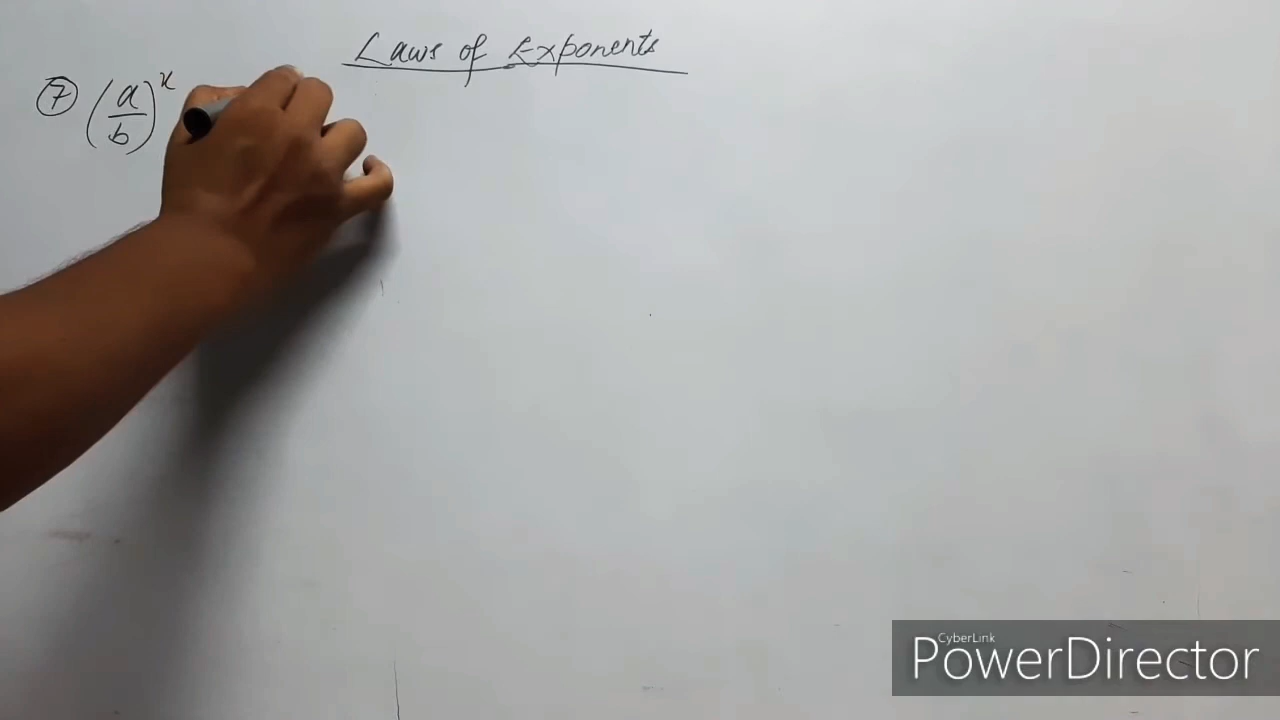 Laws of Exponents
⑦ (a/b)^x
CyberLink
PowerDirector